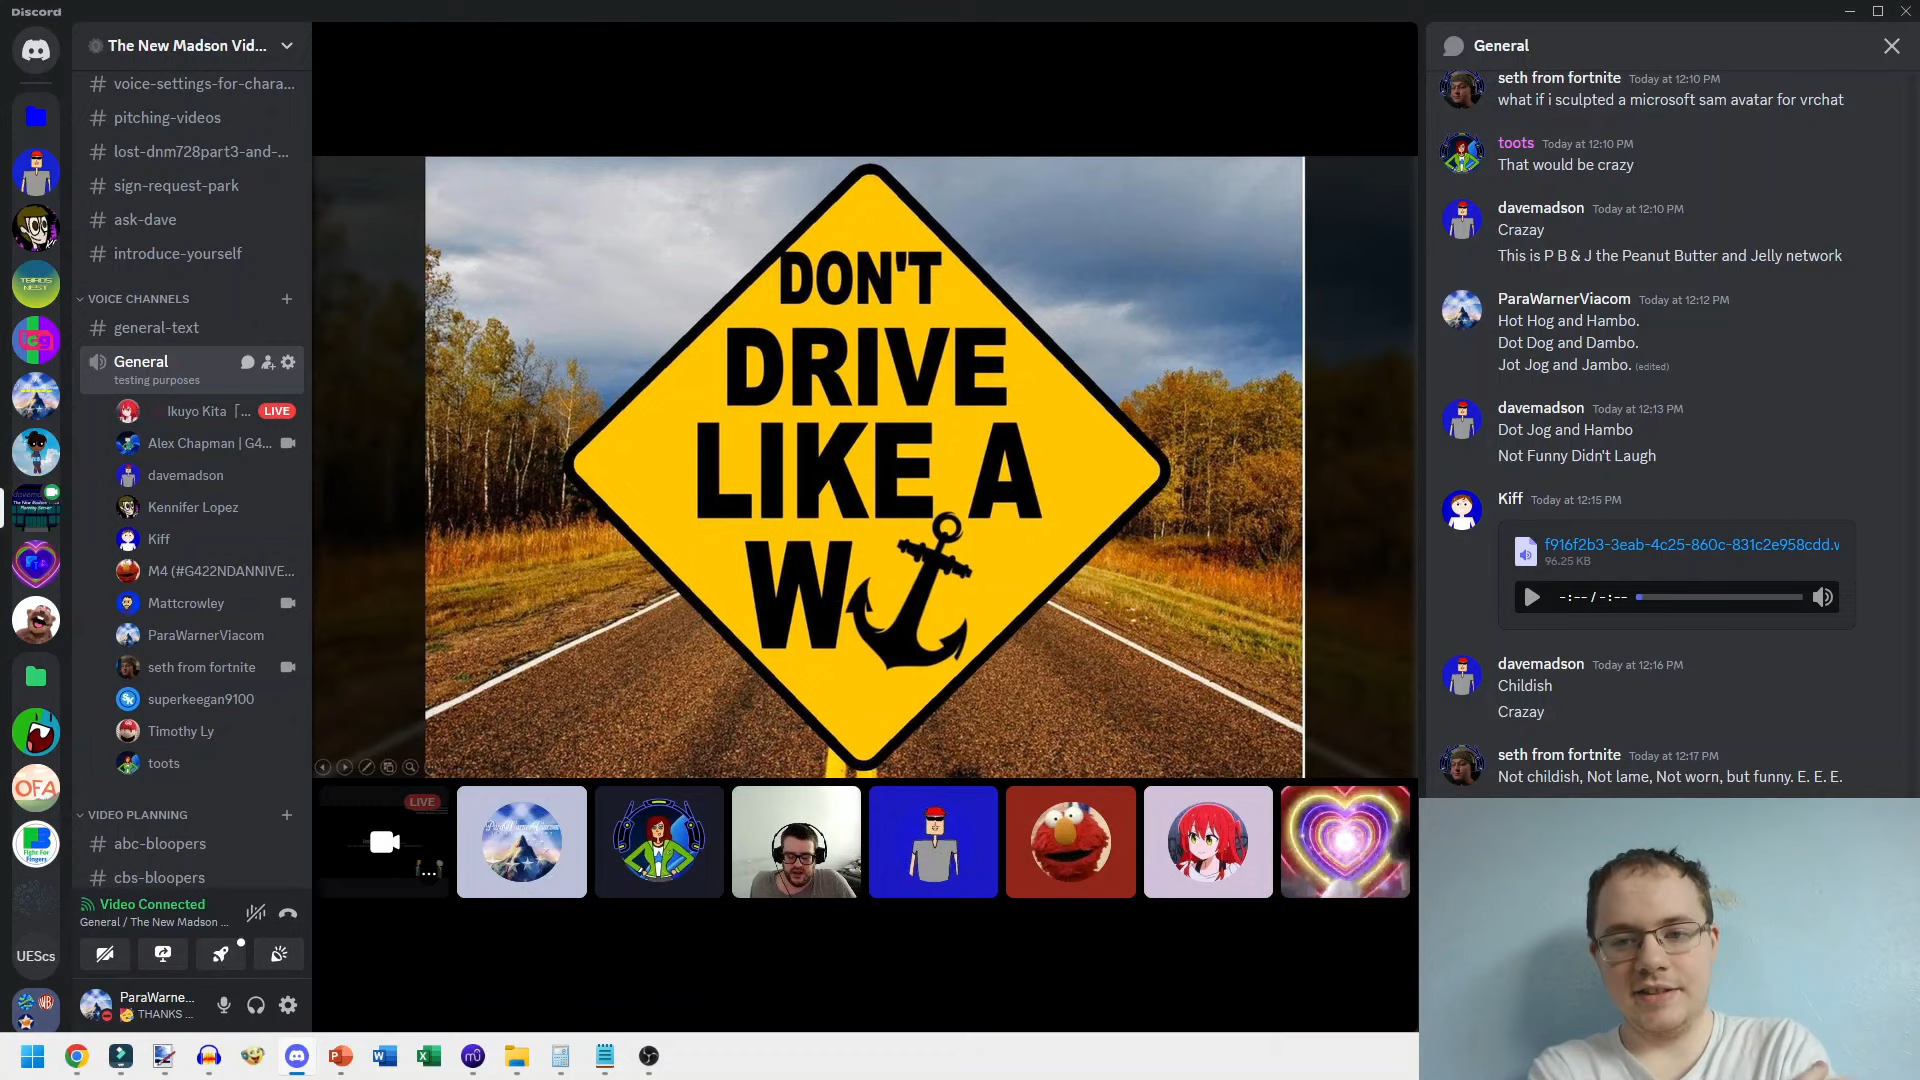 Discord
The New Madson Vid...
voice-settings-for-chara...
pitching-videos
lost-dnm728part3-and-...
sign-request-park
ask-dave
introduce-yourself
VOICE CHANNELS
general-text
General
testing purposes
Ikuyo Kita「... LIVE
Alex Chapman | G4...
davemadson
Kennifer Lopez
Kiff
M4 (#G422NDANNIVE...
Mattcrowley
ParaWarnerViacom
seth from fortnite
superkeegan9100
Timothy Ly
toots
VIDEO PLANNING
abc-bloopers
cbs-bloopers
Video Connected
General / The New Madson ...
ParaWarne...
THANKS ...
OFA
Fight For
Fingers
UEScs
DON'T
DRIVE
LIKE A
W
LIVE
ParaWarnerViacom
General
seth from fortnite Today at 12:10 PM
what if i sculpted a microsoft sam avatar for vrchat
toots Today at 12:10 PM
That would be crazy
davemadson Today at 12:10 PM
Crazay
This is P B & J the Peanut Butter and Jelly network
ParaWarnerViacom Today at 12:12 PM
Hot Hog and Hambo.
Dot Dog and Dambo.
Jot Jog and Jambo. (edited)
davemadson Today at 12:13 PM
Dot Jog and Hambo
Not Funny Didn't Laugh
Kiff Today at 12:15 PM
f916f2b3-3eab-4c25-860c-831c2e958cdd.w
96.25 KB
-:-- / -:--
davemadson Today at 12:16 PM
Childish
Crazay
seth from fortnite Today at 12:17 PM
Not childish, Not lame, Not worn, but funny. E. E. E.